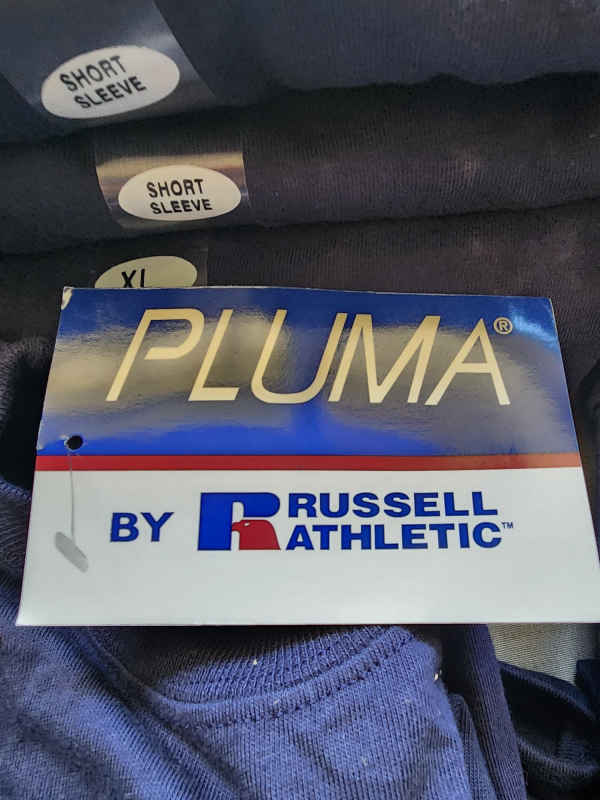 SHORT
SLEEVE
SHORT
SLEEVE
XL
PLUMA®
BY RUSSELL
ATHLETIC™